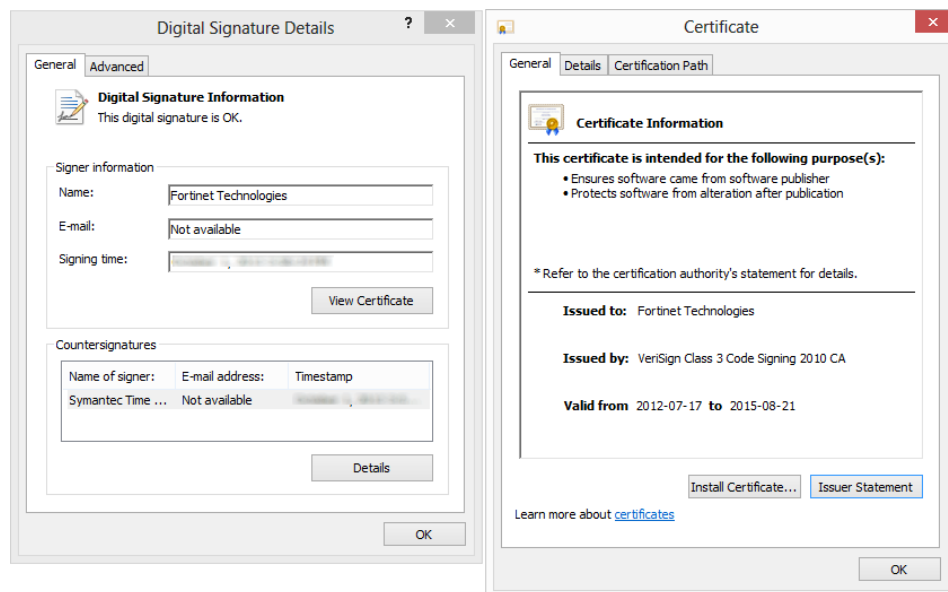 Digital Signature Details
?
General
Advanced
Digital Signature Information
This digital signature is OK.
Signer information
Name:
Fortinet Technologies
E-mail:
Not available
Signing time:
View Certificate
Countersignatures
Name of signer: E-mail address: Timestamp
Symantec Time ... Not available
Details
OK
Certificate
General
Details
Certification Path
Certificate Information
This certificate is intended for the following purpose(s):
• Ensures software came from software publisher
• Protects software from alteration after publication
* Refer to the certification authority's statement for details.
Issued to: Fortinet Technologies
Issued by: VeriSign Class 3 Code Signing 2010 CA
Valid from 2012-07-17 to 2015-08-21
Install Certificate...
Issuer Statement
Learn more about certificates
OK